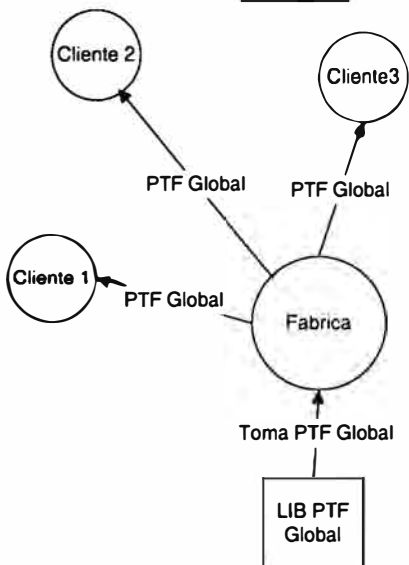 Cliente 2
Cliente3
PTF Global
PTF Global
Cliente 1
PTF Global
Fabrica
Toma PTF Global
LIB PTF
Global